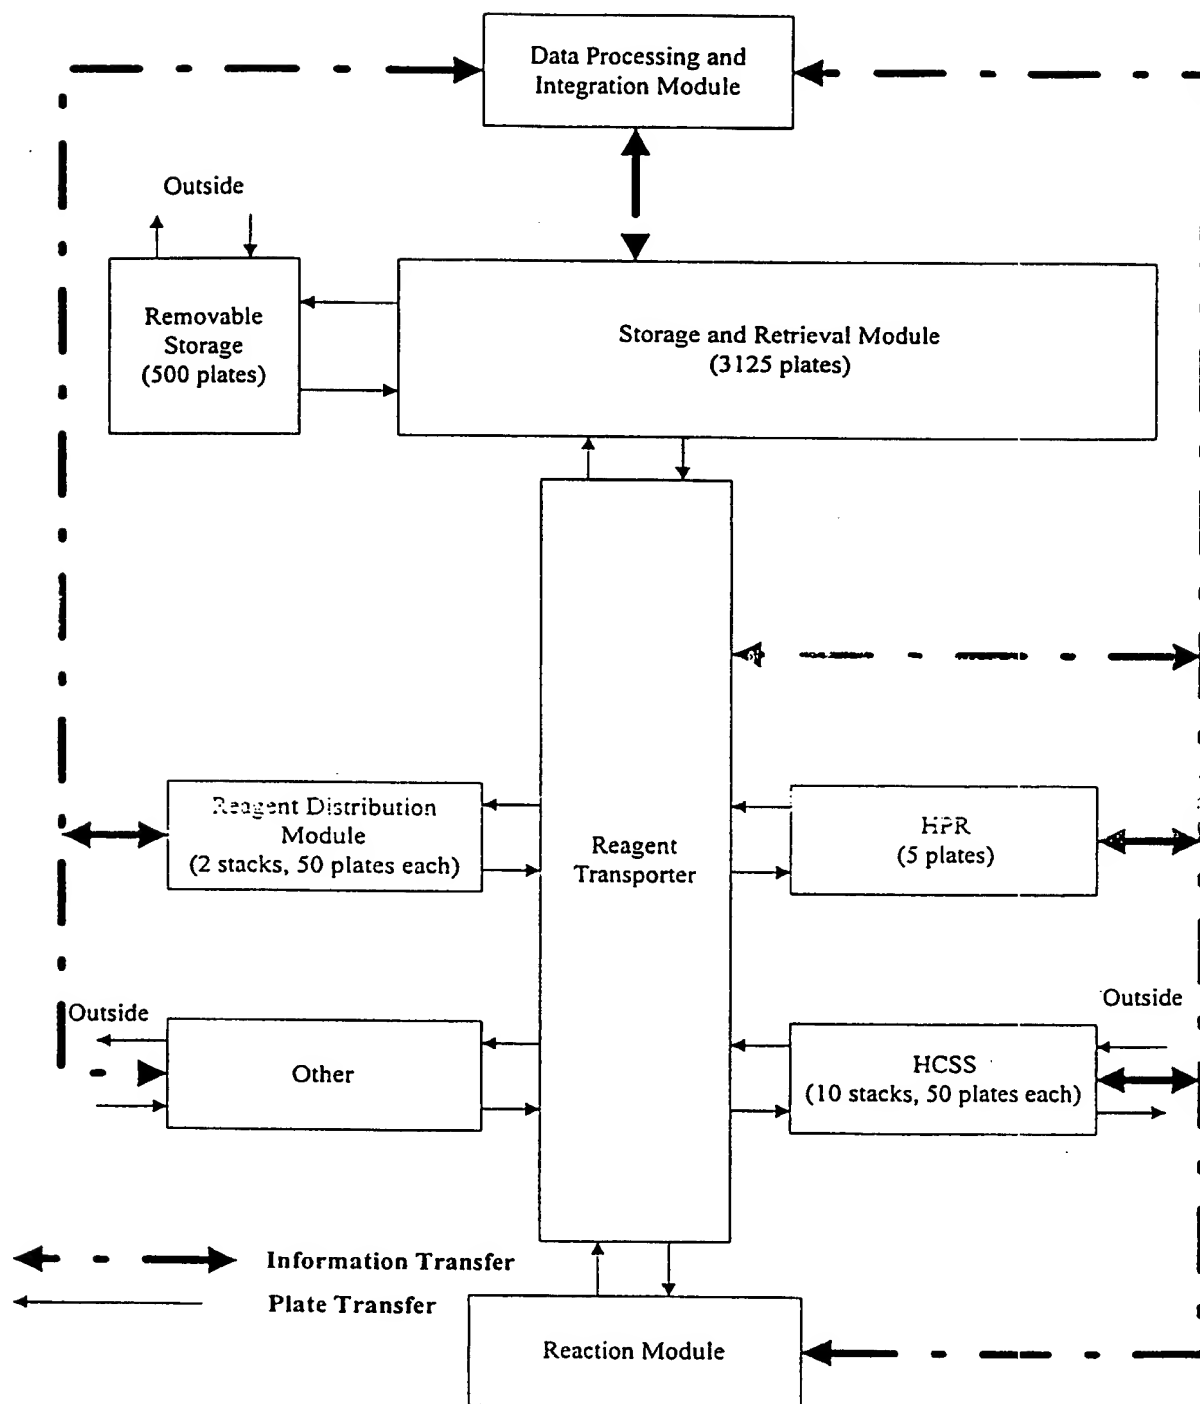 Data Processing and
Integration Module
Outside
Removable
Storage
(500 plates)
Storage and Retrieval Module
(3125 plates)
Reagent Distribution
Module
(2 stacks, 50 plates each)
Reagent
Transporter
HPR
(5 plates)
Outside
Other
Outside
HCSS
(10 stacks, 50 plates each)
Information Transfer
Plate Transfer
Reaction Module